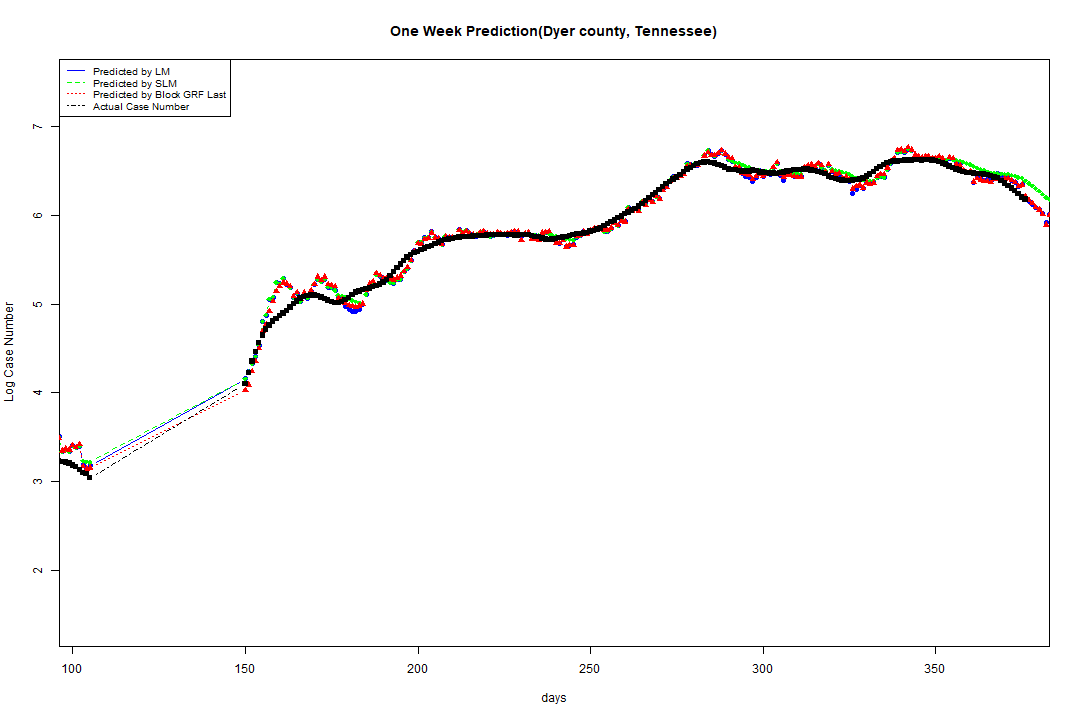 One Week Prediction(Dyer county, Tennessee)
Predicted by LM
Predicted by SLM
Predicted by Block GRF Last
Actual Case Number
Log Case Number
7
6
5
4
3
2
100 150 200 250 300 350
days